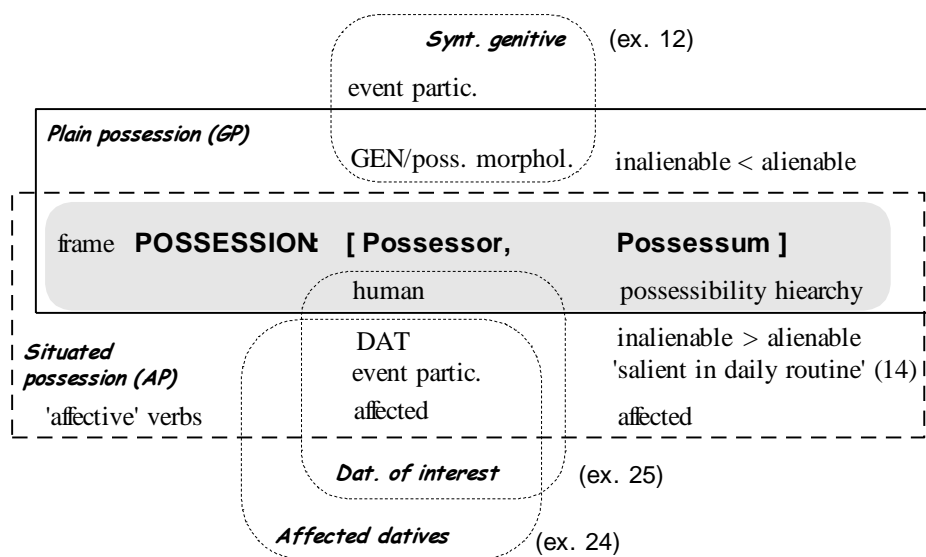 Synt. genitive (ex. 12)
event partic.
Plain possession (GP)
GEN/poss. morphol. inalienable < alienable
frame POSSESSION: [ Possessor, Possessum ]
human possessibility hiearchy
DAT inalienable > alienable
Situated
possession (AP) event partic. 'salient in daily routine' (14)
'affective' verbs affected affected
Dat. of interest (ex. 25)
Affected datives (ex. 24)